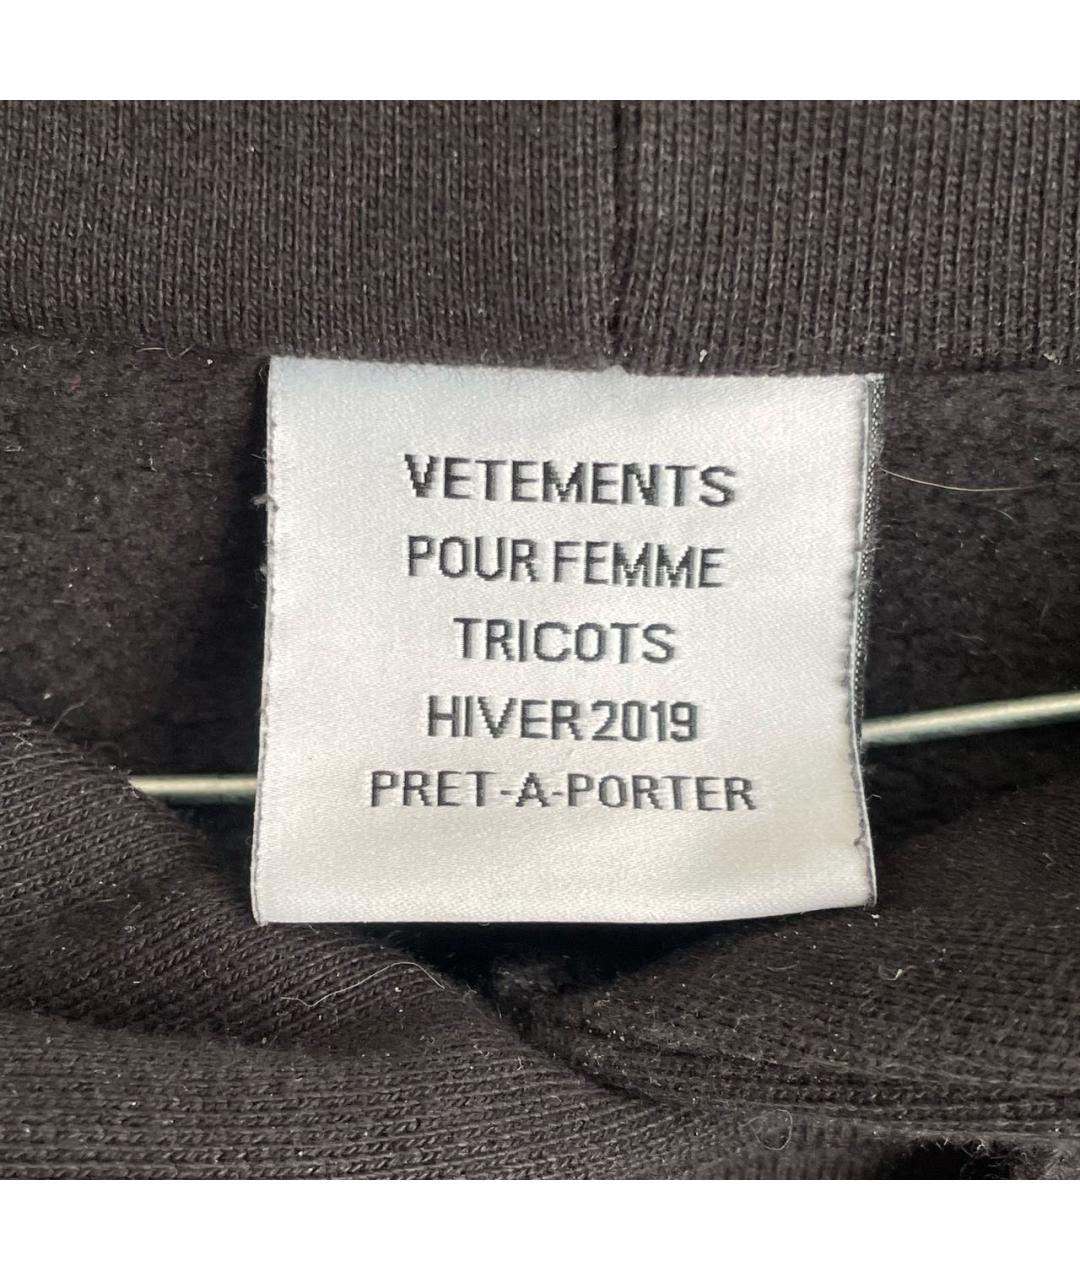 VETEMENTS
POUR FEMME
TRICOTS
HIVER 2019
PRET-A-PORTER